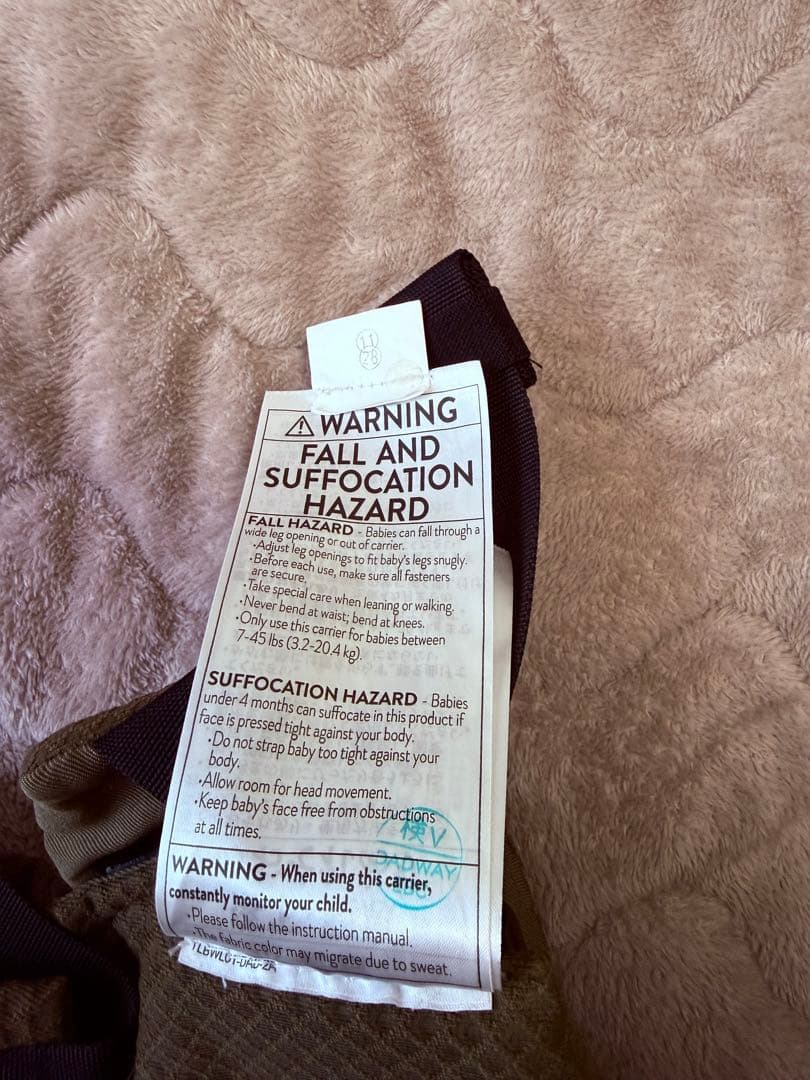 11
28
⚠ WARNING
FALL AND
SUFFOCATION
HAZARD
FALL HAZARD - Babies can fall through a
wide leg opening or out of carrier.
·Adjust leg openings to fit baby's legs snugly.
·Before each use, make sure all fasteners
are secure.
·Take special care when leaning or walking.
·Never bend at waist; bend at knees.
·Only use this carrier for babies between
7-45 lbs (3.2-20.4 kg).
SUFFOCATION HAZARD - Babies
under 4 months can suffocate in this product if
face is pressed tight against your body.
·Do not strap baby too tight against your
body.
·Allow room for head movement.
·Keep baby's face free from obstructions
at all times.
検V
DADWAY
WARNING - When using this carrier,
constantly monitor your child.
·Please follow the instruction manual.
·The fabric color may migrate due to sweat.